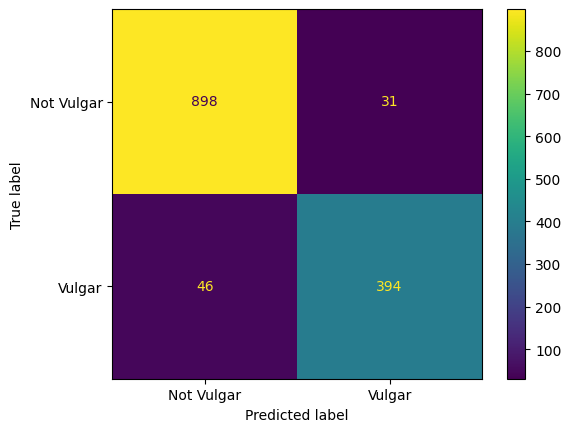 Not Vulgar
898
31
Vulgar
46
394
Not Vulgar
Vulgar
Predicted label
True label
800
700
600
500
400
300
200
100